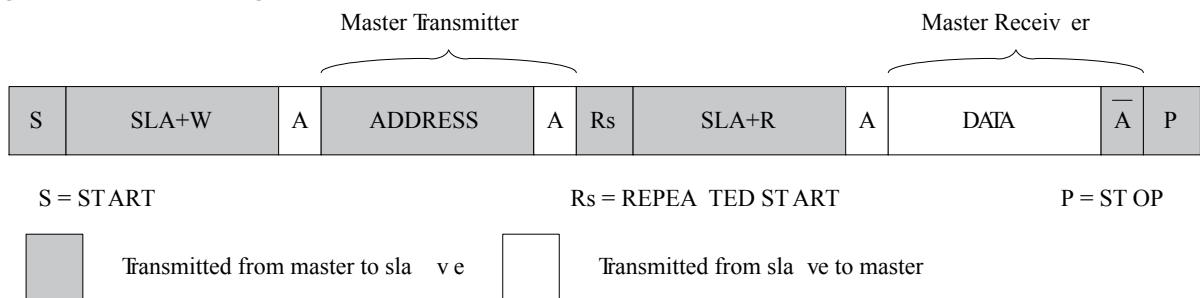 Master Transmitter Master Receiv er
S SLA+W A ADDRESS A Rs SLA+R A DATA A̅ P
S = ST ART Rs = REPEA TED ST ART P = ST OP
Transmitted from master to sla v e Transmitted from sla ve to master